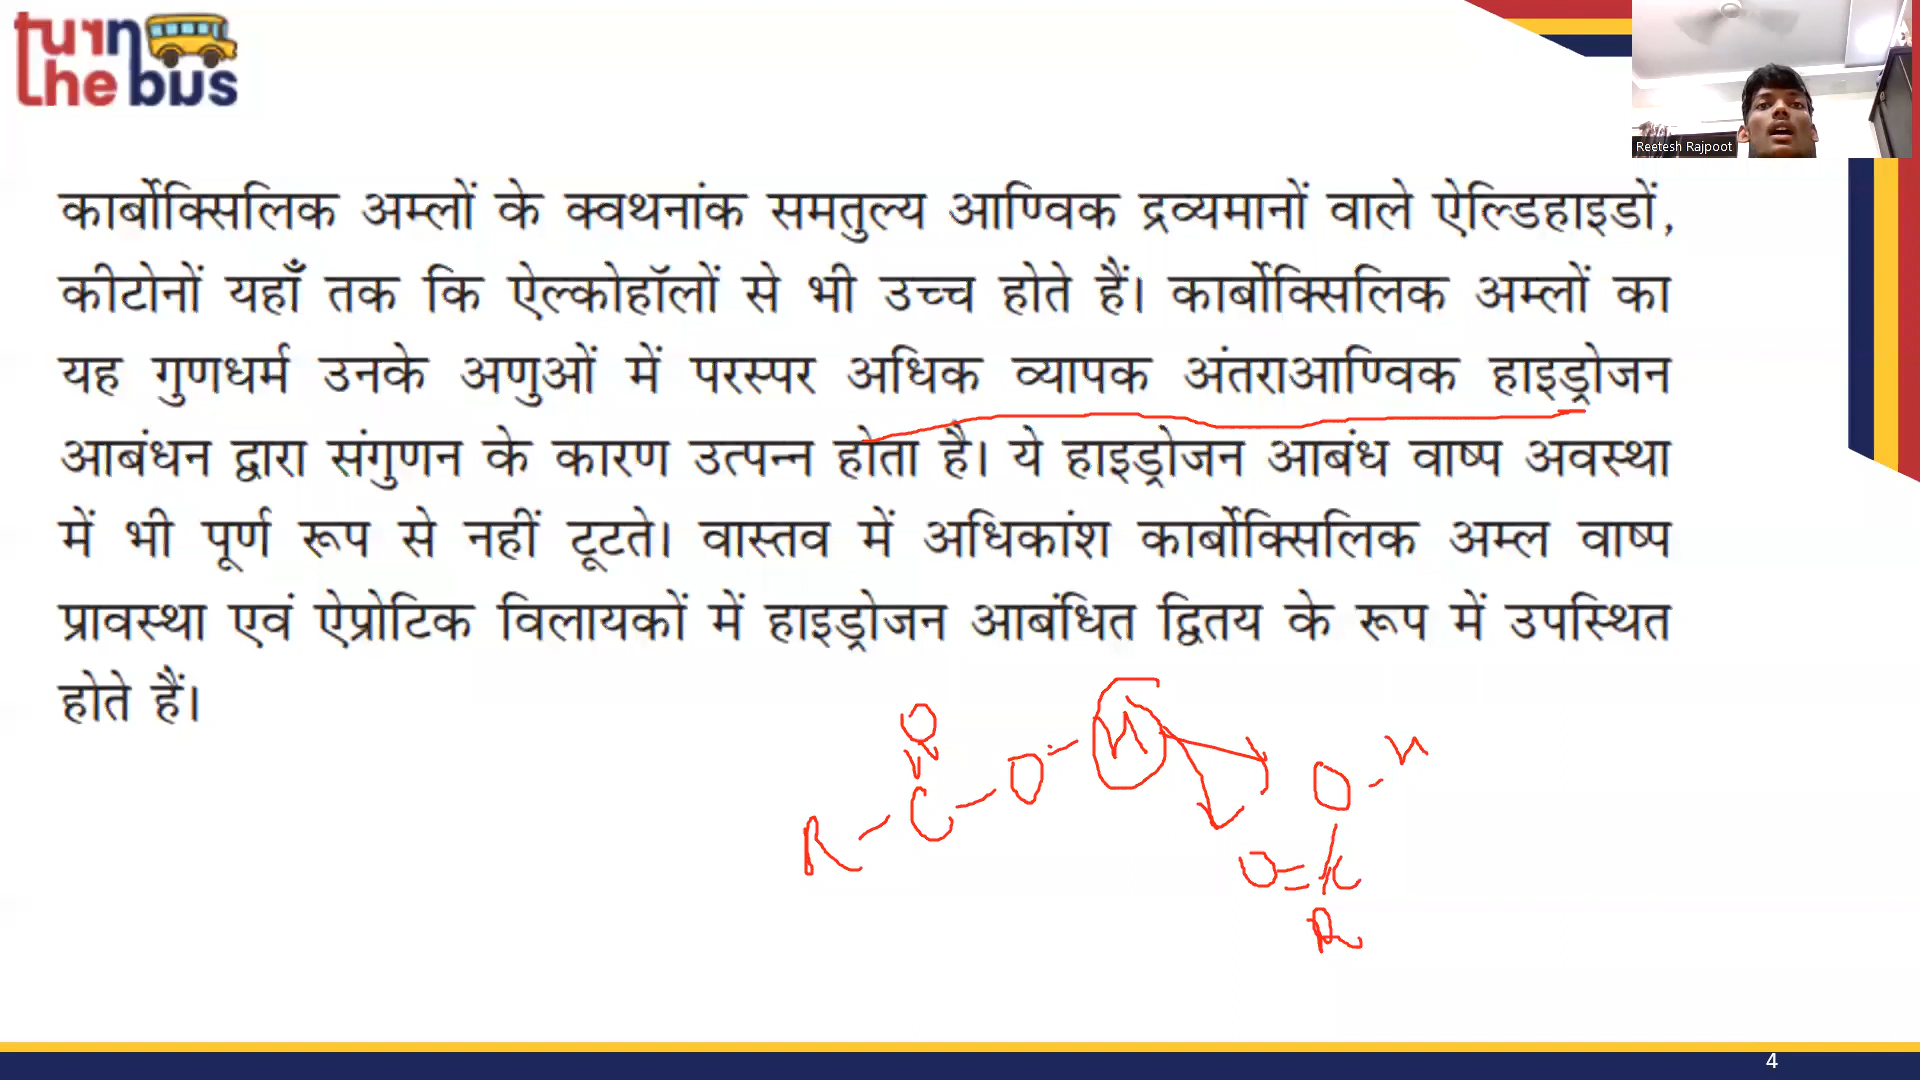 turn
the bus
Reetesh Rajpoot
कार्बोक्सिलिक अम्लों के क्वथनांक समतुल्य आण्विक द्रव्यमानों वाले ऐल्डिहाइडों,
कीटोनों यहाँ तक कि ऐल्कोहॉलों से भी उच्च होते हैं। कार्बोक्सिलिक अम्लों का
यह गुणधर्म उनके अणुओं में परस्पर अधिक व्यापक अंतराआण्विक हाइड्रोजन
आबंधन द्वारा संगुणन के कारण उत्पन्न होता है। ये हाइड्रोजन आबंध वाष्प अवस्था
में भी पूर्ण रूप से नहीं टूटते। वास्तव में अधिकांश कार्बोक्सिलिक अम्ल वाष्प
प्रावस्था एवं ऐप्रोटिक विलायकों में हाइड्रोजन आबंधित द्वितय के रूप में उपस्थित
होते हैं।
O
R - C - O - H
O - H
O = C
R
4